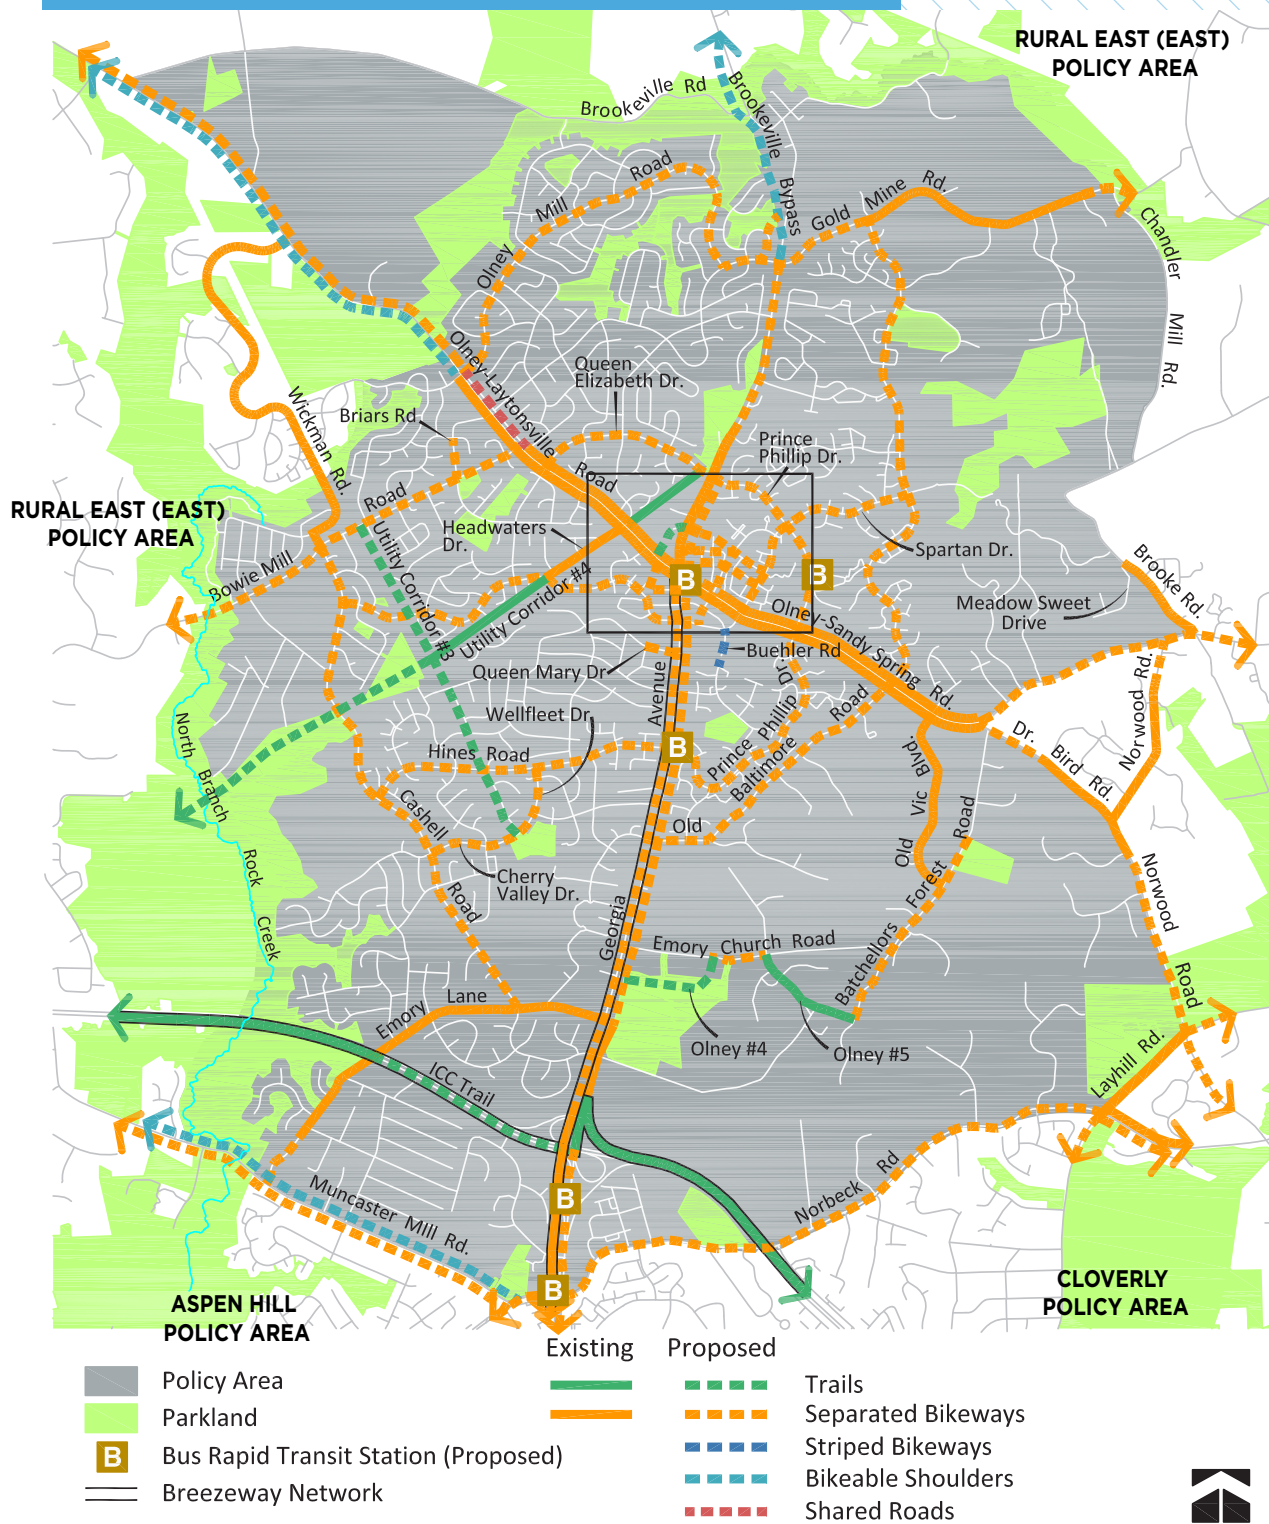 RURAL EAST (EAST)
POLICY AREA
Brookeville Rd
Brookeville
Bypass
Olney
Mill
Road
Gold
Mine
Rd.
Chandler
Mill
Rd.
Olney-Laytonsville
Road
Queen
Elizabeth Dr.
Briars Rd
Wickman
Rd.
Prince
Phillip Dr.
RURAL EAST (EAST)
POLICY AREA
Bowie Mill
Road
Headwaters
Dr.
Utility Corridor #3
Utility Corridor #4
Spartan Dr.
Meadow Sweet
Drive
Brooke Rd.
Olney-Sandy Spring
Rd.
Buehler Rd
Queen Mary Dr
Wellfleet Dr.
Georgia
Avenue
Prince
Phillip
Dr.
Old
Baltimore
Road
Norwood
Rd.
Dr.
Bird
Rd.
Hines
Road
Old
Vic
Blvd.
Batchellors
Forest
Road
Cashell
Road
Cherry
Valley Dr.
North
Branch
Rock
Creek
Norwood
Road
Emory
Church
Road
Emory
Lane
Olney #4
Olney #5
ICC Trail
Layhill
Rd.
Muncaster
MIll
Rd.
Norbeck
Rd
B
B
B
B
B
ASPEN HILL
POLICY AREA
CLOVERLY
POLICY AREA
Existing
Proposed
Policy Area
Parkland
B
Bus Rapid Transit Station (Proposed)
Breezeway Network
Trails
Separated Bikeways
Striped Bikeways
Bikeable Shoulders
Shared Roads